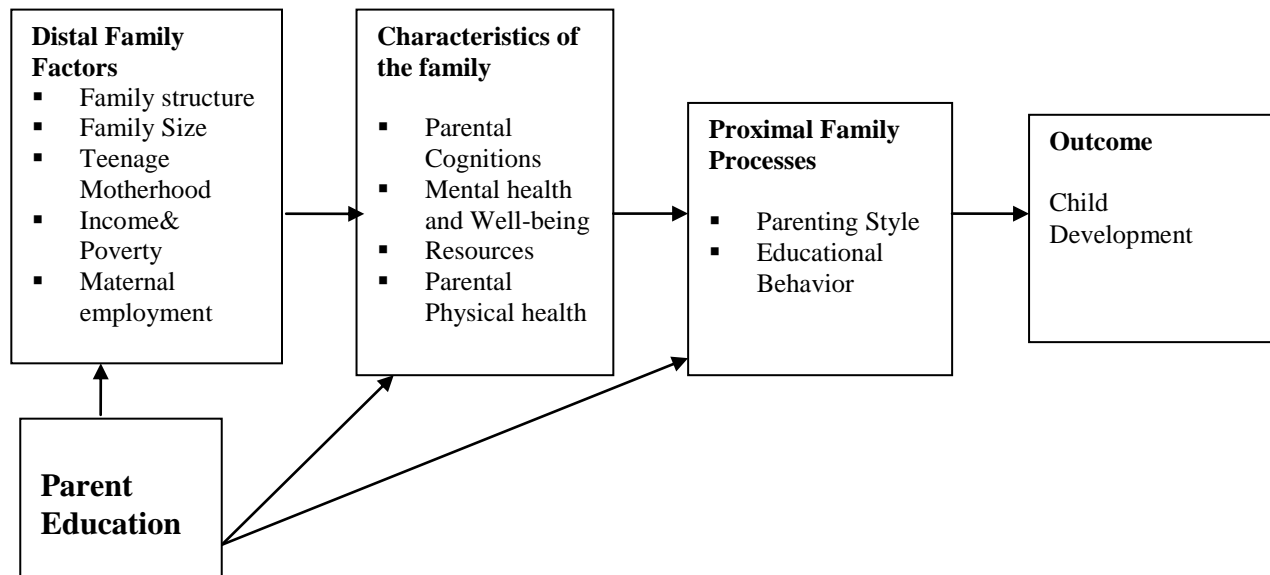 Distal Family
Factors
▪ Family structure
▪ Family Size
▪ Teenage
Motherhood
▪ Income&
Poverty
▪ Maternal
employment
Characteristics of
the family
▪ Parental
Cognitions
▪ Mental health
and Well-being
▪ Resources
▪ Parental
Physical health
Proximal Family
Processes
▪ Parenting Style
▪ Educational
Behavior
Outcome
Child
Development
Parent
Education